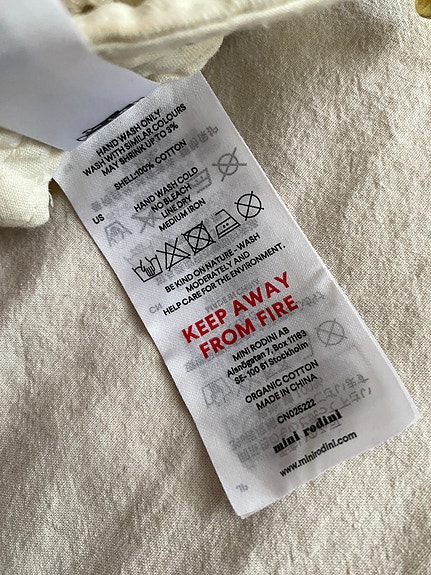 HAND WASH ONLY
WASH WITH SIMILAR COLOURS
MAY SHRINK UP TO 3%
SHELL:100% COTTON
US
HAND WASH COLD
NO BLEACH
LINE DRY
MEDIUM IRON
BE KIND ON NATURE - WASH
MODERATELY AND
HELP CARE FOR THE ENVIRONMENT.
KEEP AWAY
FROM FIRE
MINI RODINI AB
Alsnögatan 7, Box 11163
SE-100 61 Stockholm
ORGANIC COTTON
MADE IN CHINA
CN025222
mini rodini
www.minirodini.com